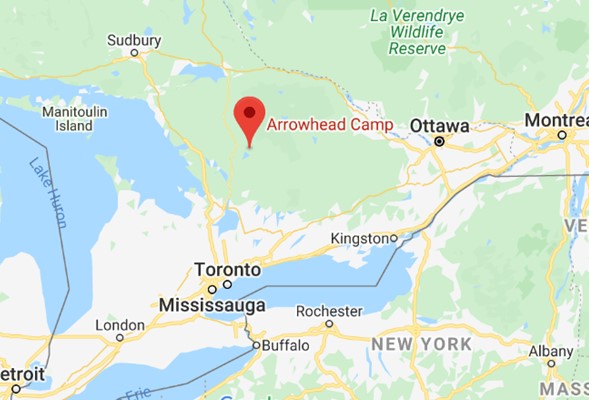 La Verendrye
Wildlife
Reserve
Sudbury
Manitoulin
Island
Arrowhead Camp
Ottawa
Montrea
Lake Huron
Kingston
VE
Toronto
Mississauga
Rochester
London
Buffalo
NEW YORK
Albany
etroit
Erie
MASS